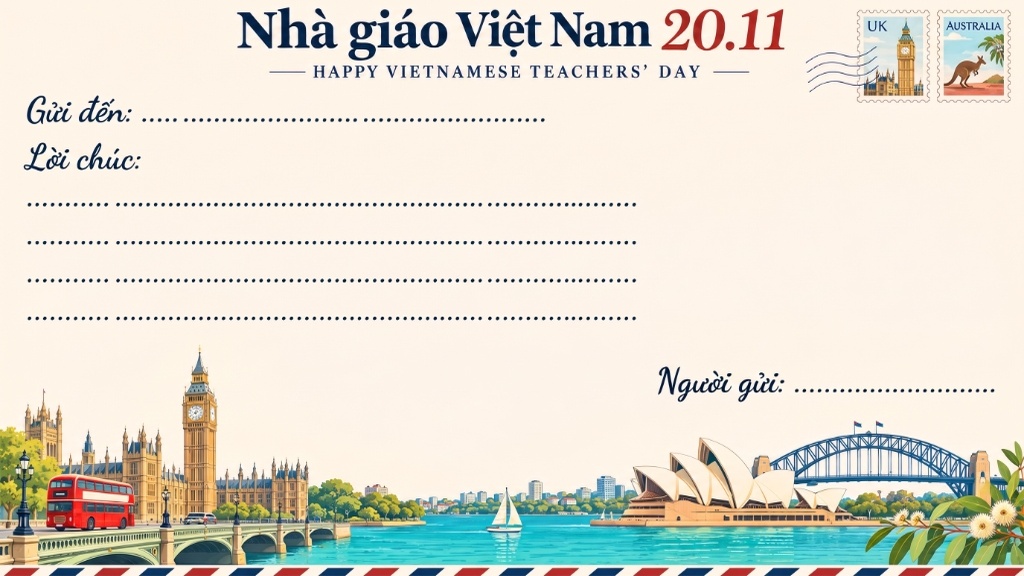 Nhà giáo Việt Nam 20.11
HAPPY VIETNAMESE TEACHERS' DAY
UK
AUSTRALIA
Gửi đến: ........................................................
Lời chúc:
....................................................................................
....................................................................................
....................................................................................
....................................................................................
Người gửi: ............................